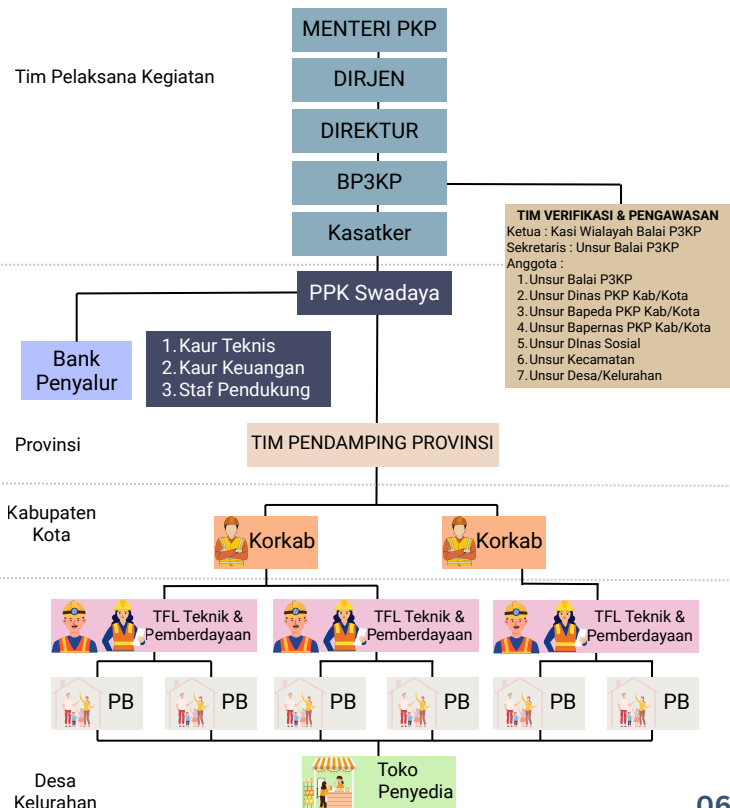 MENTERI PKP
Tim Pelaksana Kegiatan
DIRJEN
DIREKTUR
BP3KP
Kasatker
TIM VERIFIKASI & PENGAWASAN
Ketua : Kasi Wialayah Balai P3KP
Sekretaris : Unsur Balai P3KP
Anggota :
1. Unsur Balai P3KP
2. Unsur Dinas PKP Kab/Kota
3. Unsur Bapeda PKP Kab/Kota
4. Unsur Bapernas PKP Kab/Kota
5. Unsur DInas Sosial
6. Unsur Kecamatan
7. Unsur Desa/Kelurahan
PPK Swadaya
Bank
Penyalur
1. Kaur Teknis
2. Kaur Keuangan
3. Staf Pendukung
Provinsi
TIM PENDAMPING PROVINSI
Kabupaten
Kota
Korkab
Korkab
TFL Teknik &
Pemberdayaan
TFL Teknik &
Pemberdayaan
TFL Teknik &
Pemberdayaan
PB
PB
PB
PB
PB
PB
Desa
Kelurahan
Toko
Penyedia
06